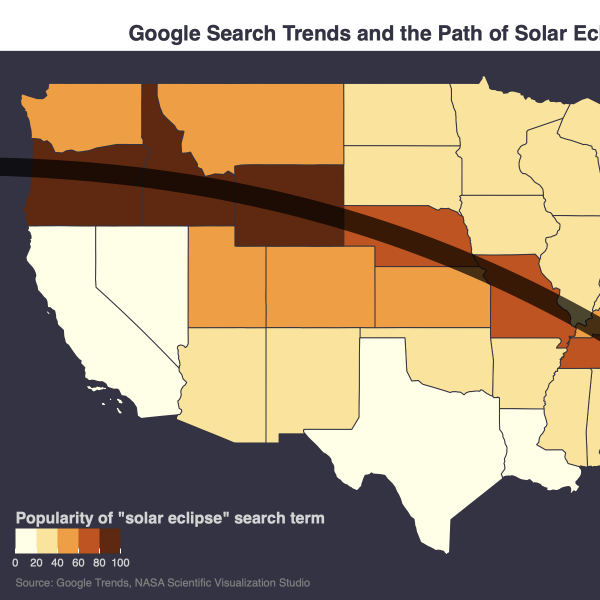 Google Search Trends and the Path of Solar Ecl
Popularity of "solar eclipse" search term
0 20 40 60 80 100
Source: Google Trends, NASA Scientific Visualization Studio